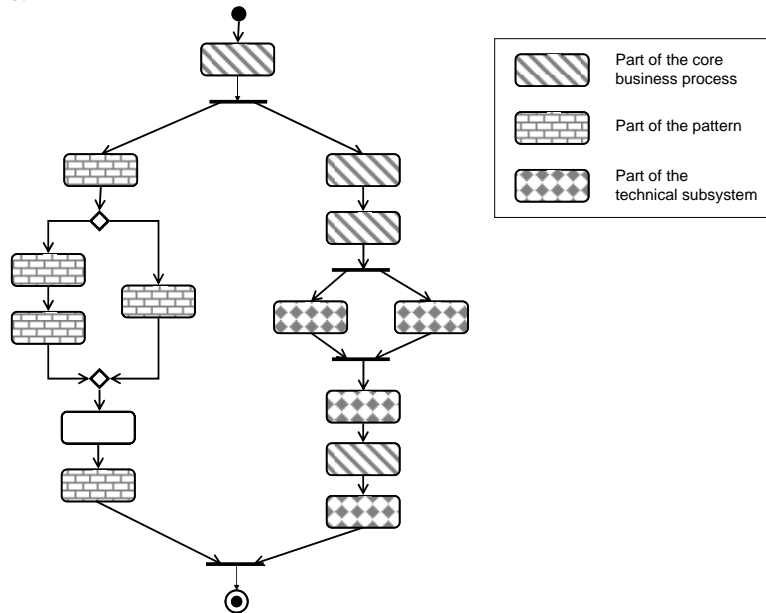 Part of the core
business process
Part of the pattern
Part of the
technical subsystem